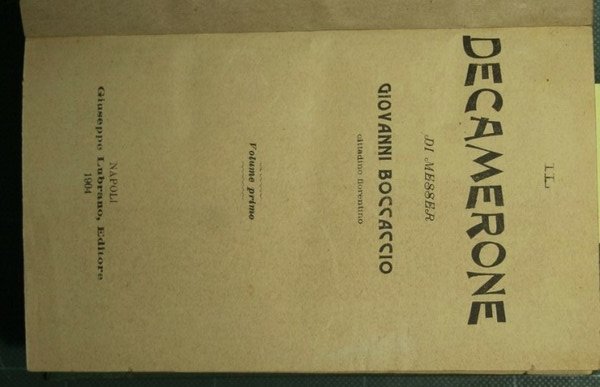 IL
DECAMERONE
DI MESSER
GIOVANNI BOCCACCIO
cittadino fiorentino
Volume primo
NAPOLI
Giuseppe Lubrano, Editore
1904